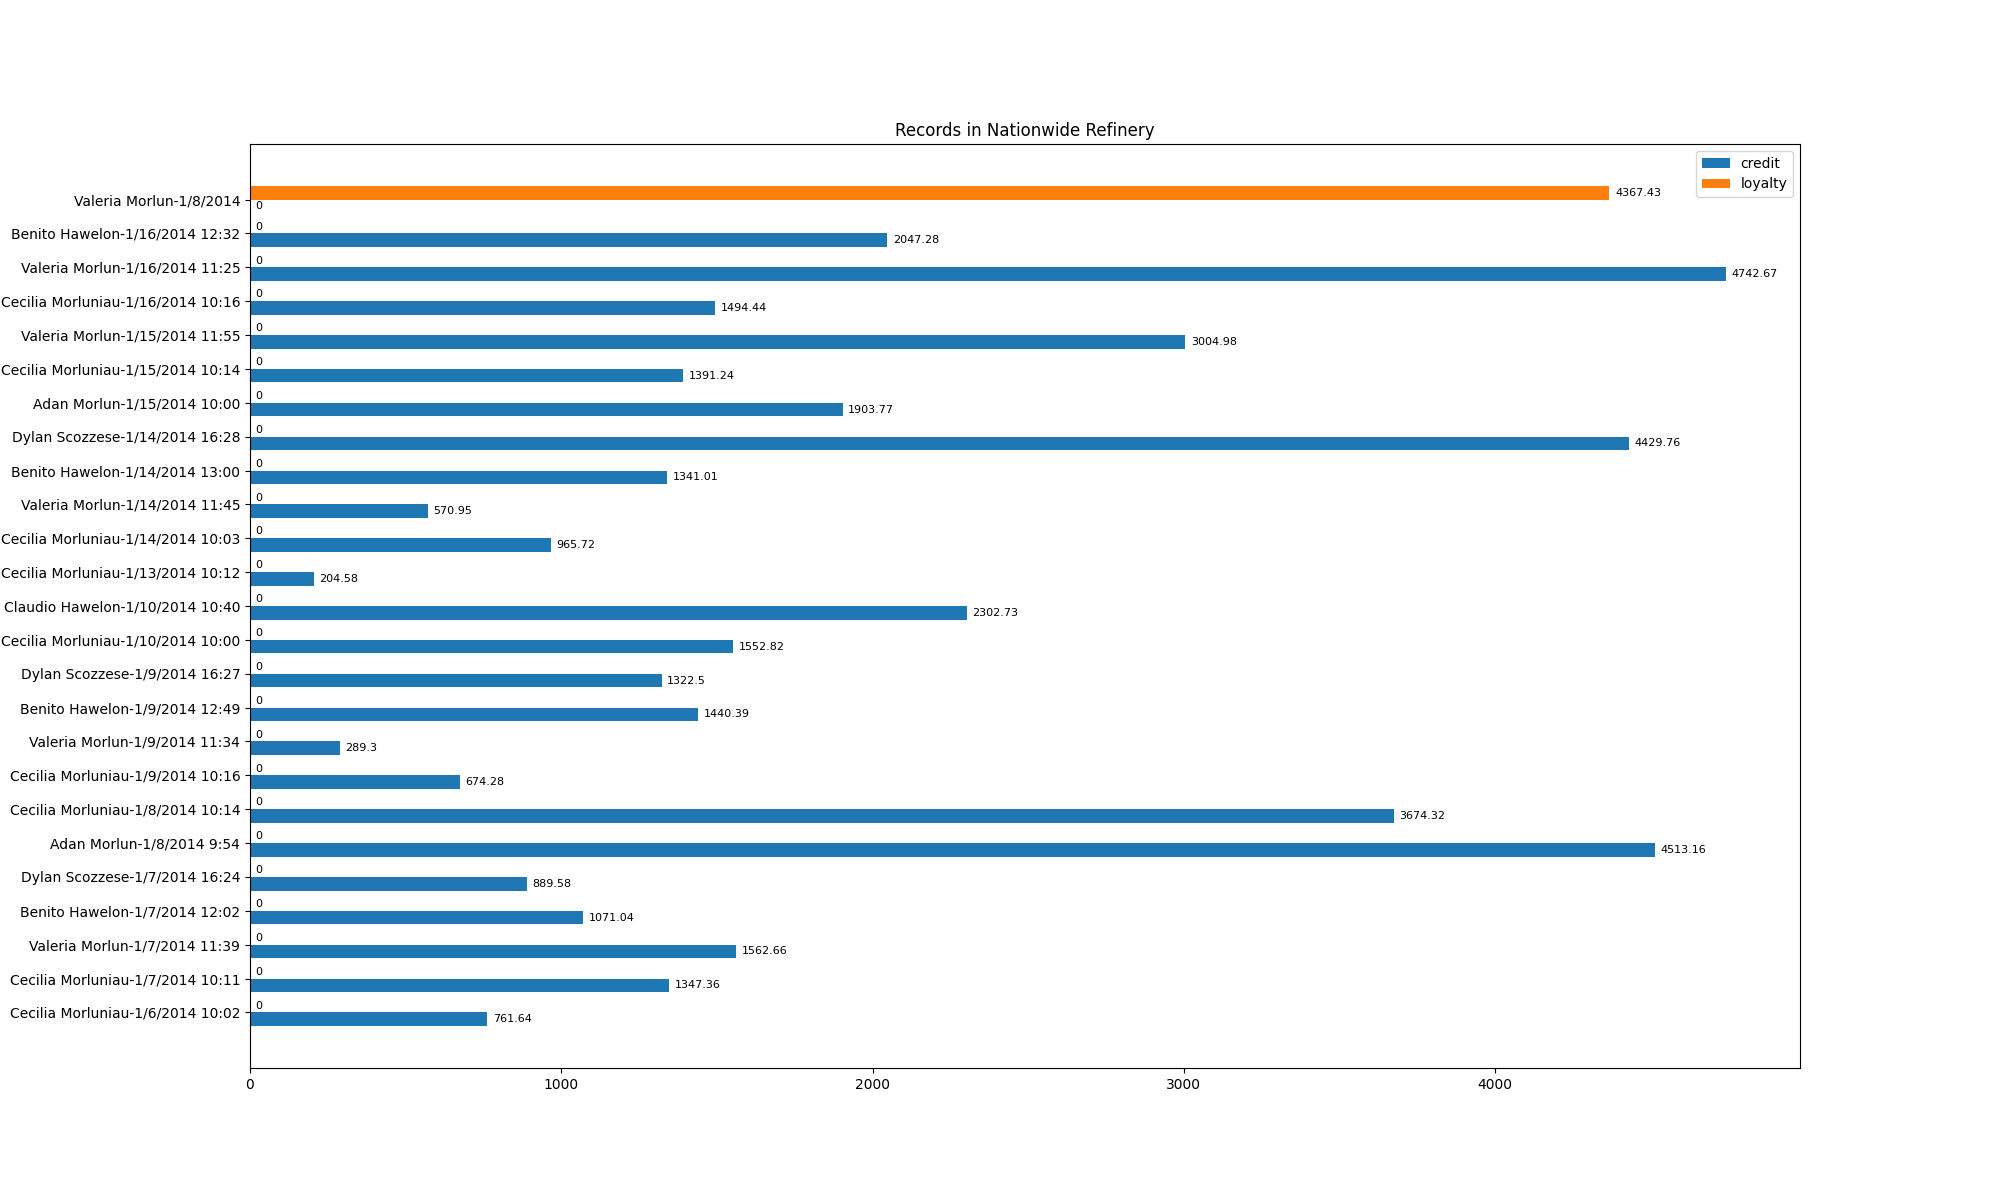 Records in Nationwide Refinery
credit
loyalty
Valeria Morlun-1/8/2014 4367.43
0
Benito Hawelon-1/16/2014 12:32 0
2047.28
Valeria Morlun-1/16/2014 11:25 0
4742.67
Cecilia Morluniau-1/16/2014 10:16 0
1494.44
Valeria Morlun-1/15/2014 11:55 0
3004.98
Cecilia Morluniau-1/15/2014 10:14 0
1391.24
Adan Morlun-1/15/2014 10:00 0
1903.77
Dylan Scozzese-1/14/2014 16:28 0
4429.76
Benito Hawelon-1/14/2014 13:00 0
1341.01
Valeria Morlun-1/14/2014 11:45 0
570.95
Cecilia Morluniau-1/14/2014 10:03 0
965.72
Cecilia Morluniau-1/13/2014 10:12 0
204.58
Claudio Hawelon-1/10/2014 10:40 0
2302.73
Cecilia Morluniau-1/10/2014 10:00 0
1552.82
Dylan Scozzese-1/9/2014 16:27 0
1322.5
Benito Hawelon-1/9/2014 12:49 0
1440.39
Valeria Morlun-1/9/2014 11:34 0
289.3
Cecilia Morluniau-1/9/2014 10:16 0
674.28
Cecilia Morluniau-1/8/2014 10:14 0
3674.32
Adan Morlun-1/8/2014 9:54 0
4513.16
Dylan Scozzese-1/7/2014 16:24 0
889.58
Benito Hawelon-1/7/2014 12:02 0
1071.04
Valeria Morlun-1/7/2014 11:39 0
1562.66
Cecilia Morluniau-1/7/2014 10:11 0
1347.36
Cecilia Morluniau-1/6/2014 10:02 0
761.64
0 1000 2000 3000 4000